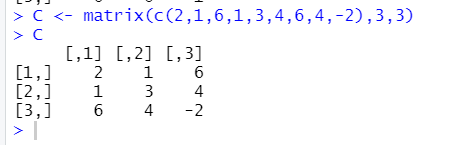 > C <- matrix(c(2,1,6,1,3,4,6,4,-2),3,3)
> C
     [,1] [,2] [,3]
[1,]    2    1    6
[2,]    1    3    4
[3,]    6    4   -2
>